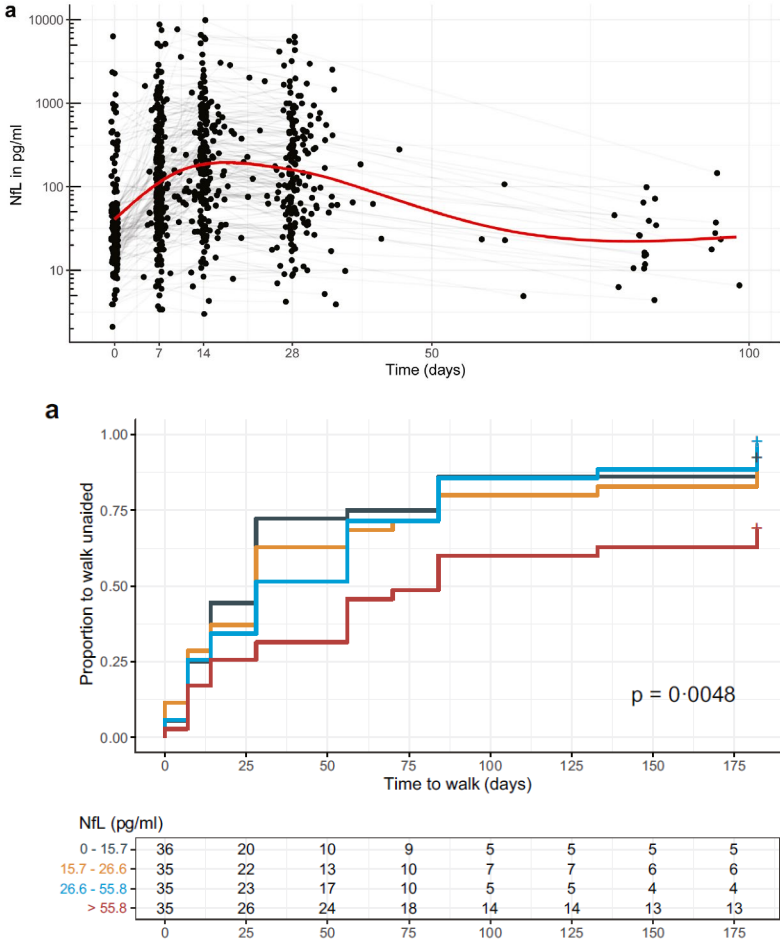 a
10000
1000
100
10
NfL in pg/ml
0 7 14 28 50 100
Time (days)
a
1.00
0.75
0.50
0.25
0.00
Proportion to walk unaided
p = 0·0048
0 25 50 75 100 125 150 175
Time to walk (days)
NfL (pg/ml)
0 - 15.7 36 20 10 9 5 5 5 5
15.7 - 26.6 35 22 13 10 7 7 6 6
26.6 - 55.8 35 23 17 10 5 5 4 4
> 55.8 35 26 24 18 14 14 13 13
0 25 50 75 100 125 150 175